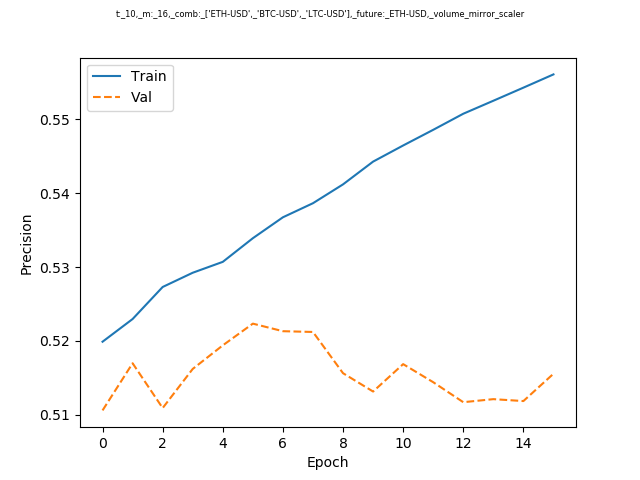 t:_10,_m:_16,_comb:_['ETH-USD',_'BTC-USD',_'LTC-USD'],_future:_ETH-USD,_volume_mirror_scaler
Train
Val
0.55
0.54
0.53
0.52
0.51
Precision
0 2 4 6 8 10 12 14
Epoch